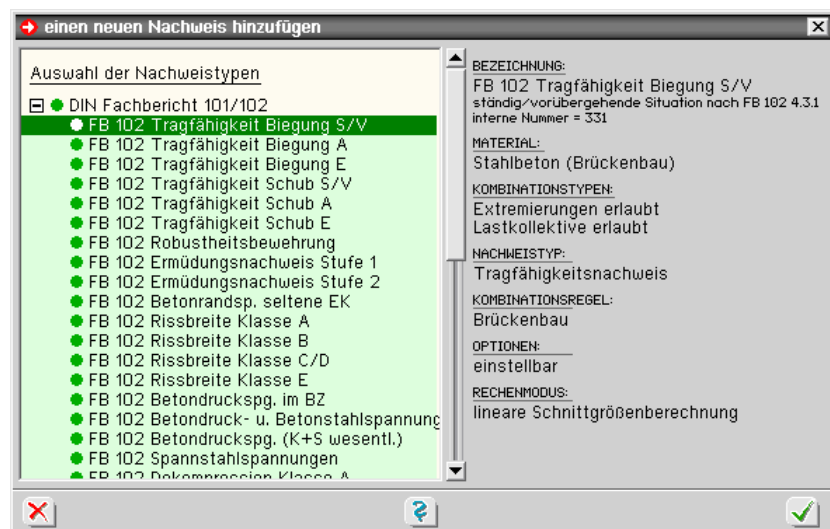 einen neuen Nachweis hinzufügen
Auswahl der Nachweistypen
DIN Fachbericht 101/102
FB 102 Tragfähigkeit Biegung S/V
FB 102 Tragfähigkeit Biegung A
FB 102 Tragfähigkeit Biegung E
FB 102 Tragfähigkeit Schub S/V
FB 102 Tragfähigkeit Schub A
FB 102 Tragfähigkeit Schub E
FB 102 Robustheitsbewehrung
FB 102 Ermüdungsnachweis Stufe 1
FB 102 Ermüdungsnachweis Stufe 2
FB 102 Betonrandsp. seltene EK
FB 102 Rissbreite Klasse A
FB 102 Rissbreite Klasse B
FB 102 Rissbreite Klasse C/D
FB 102 Rissbreite Klasse E
FB 102 Betondruckspg. im BZ
FB 102 Betondruck- u. Betonstahlspannung
FB 102 Betondruckspg. (K+S wesentl.)
FB 102 Spannstahlspannungen
FB 102 Dekompression Klasse A
BEZEICHNUNG:
FB 102 Tragfähigkeit Biegung S/V
ständig/vorübergehende Situation nach FB 102 4.3.1
interne Nummer = 331
MATERIAL:
Stahlbeton (Brückenbau)
KOMBINATIONSTYPEN:
Extremierungen erlaubt
Lastkollektive erlaubt
NACHWEISTYP:
Tragfähigkeitsnachweis
KOMBINATIONSREGEL:
Brückenbau
OPTIONEN:
einstellbar
RECHENMODUS:
lineare Schnittgrößenberechnung